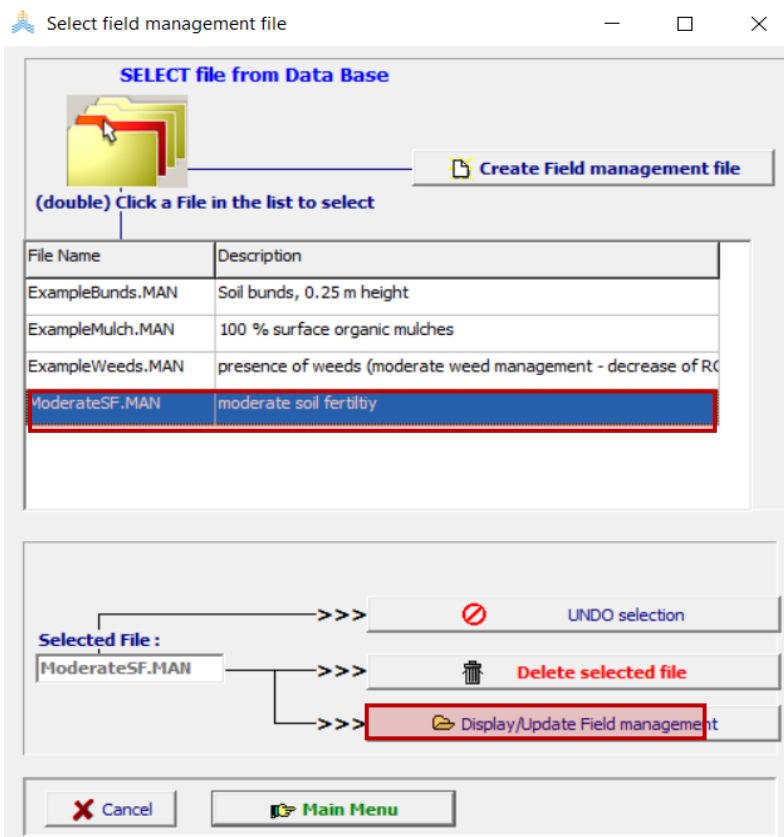 Select field management file
SELECT file from Data Base
Create Field management file
(double) Click a File in the list to select
File Name Description
ExampleBunds.MAN Soil bunds, 0.25 m height
ExampleMulch.MAN 100 % surface organic mulches
ExampleWeeds.MAN presence of weeds (moderate weed management - decrease of RC
ModerateSF.MAN moderate soil fertiltiy
>>> UNDO selection
Selected File :
ModerateSF.MAN >>> Delete selected file
>>> Display/Update Field management
Cancel Main Menu